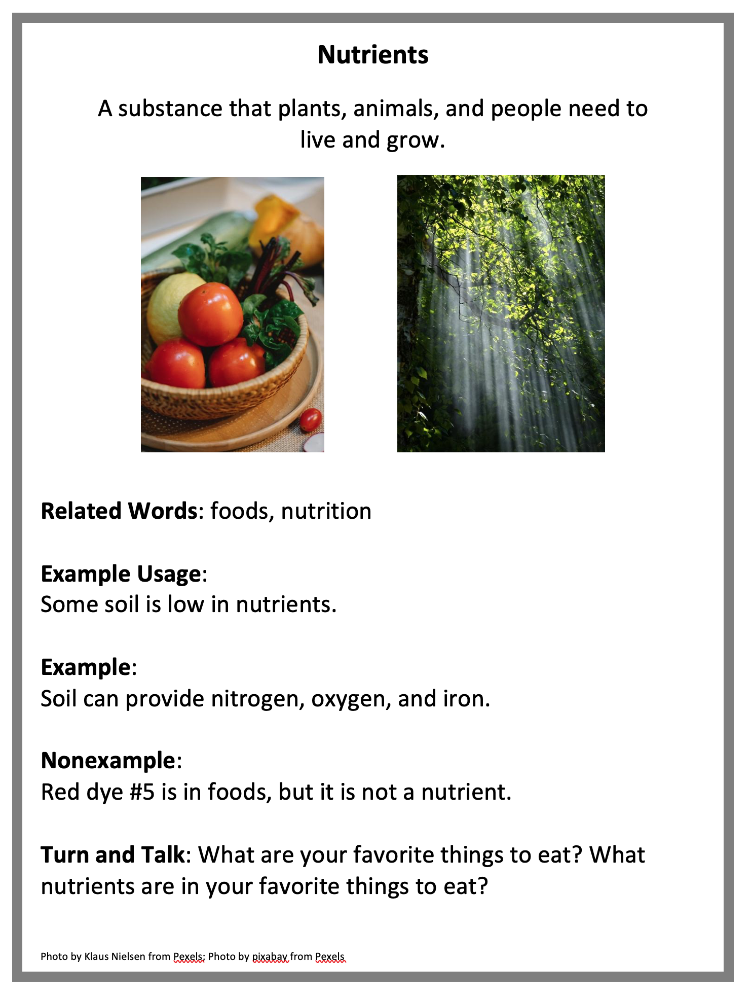 Nutrients
A substance that plants, animals, and people need to
live and grow.
Related Words: foods, nutrition
Example Usage:
Some soil is low in nutrients.
Example:
Soil can provide nitrogen, oxygen, and iron.
Nonexample:
Red dye #5 is in foods, but it is not a nutrient.
Turn and Talk: What are your favorite things to eat? What
nutrients are in your favorite things to eat?
Photo by Klaus Nielsen from Pexels; Photo by pixabay from Pexels